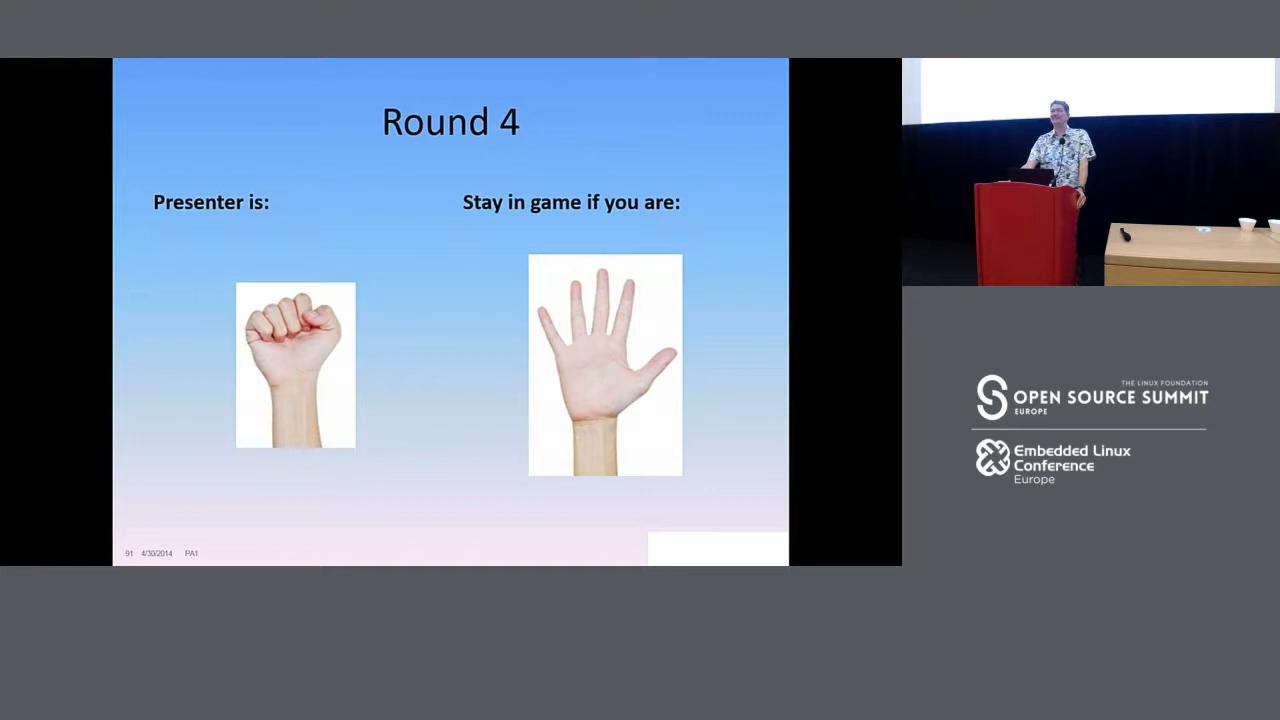 Round 4
Presenter is:
Stay in game if you are:
91 4/30/2014 PA1
THE LINUX FOUNDATION
OPEN SOURCE SUMMIT
EUROPE
Embedded Linux
Conference
Europe